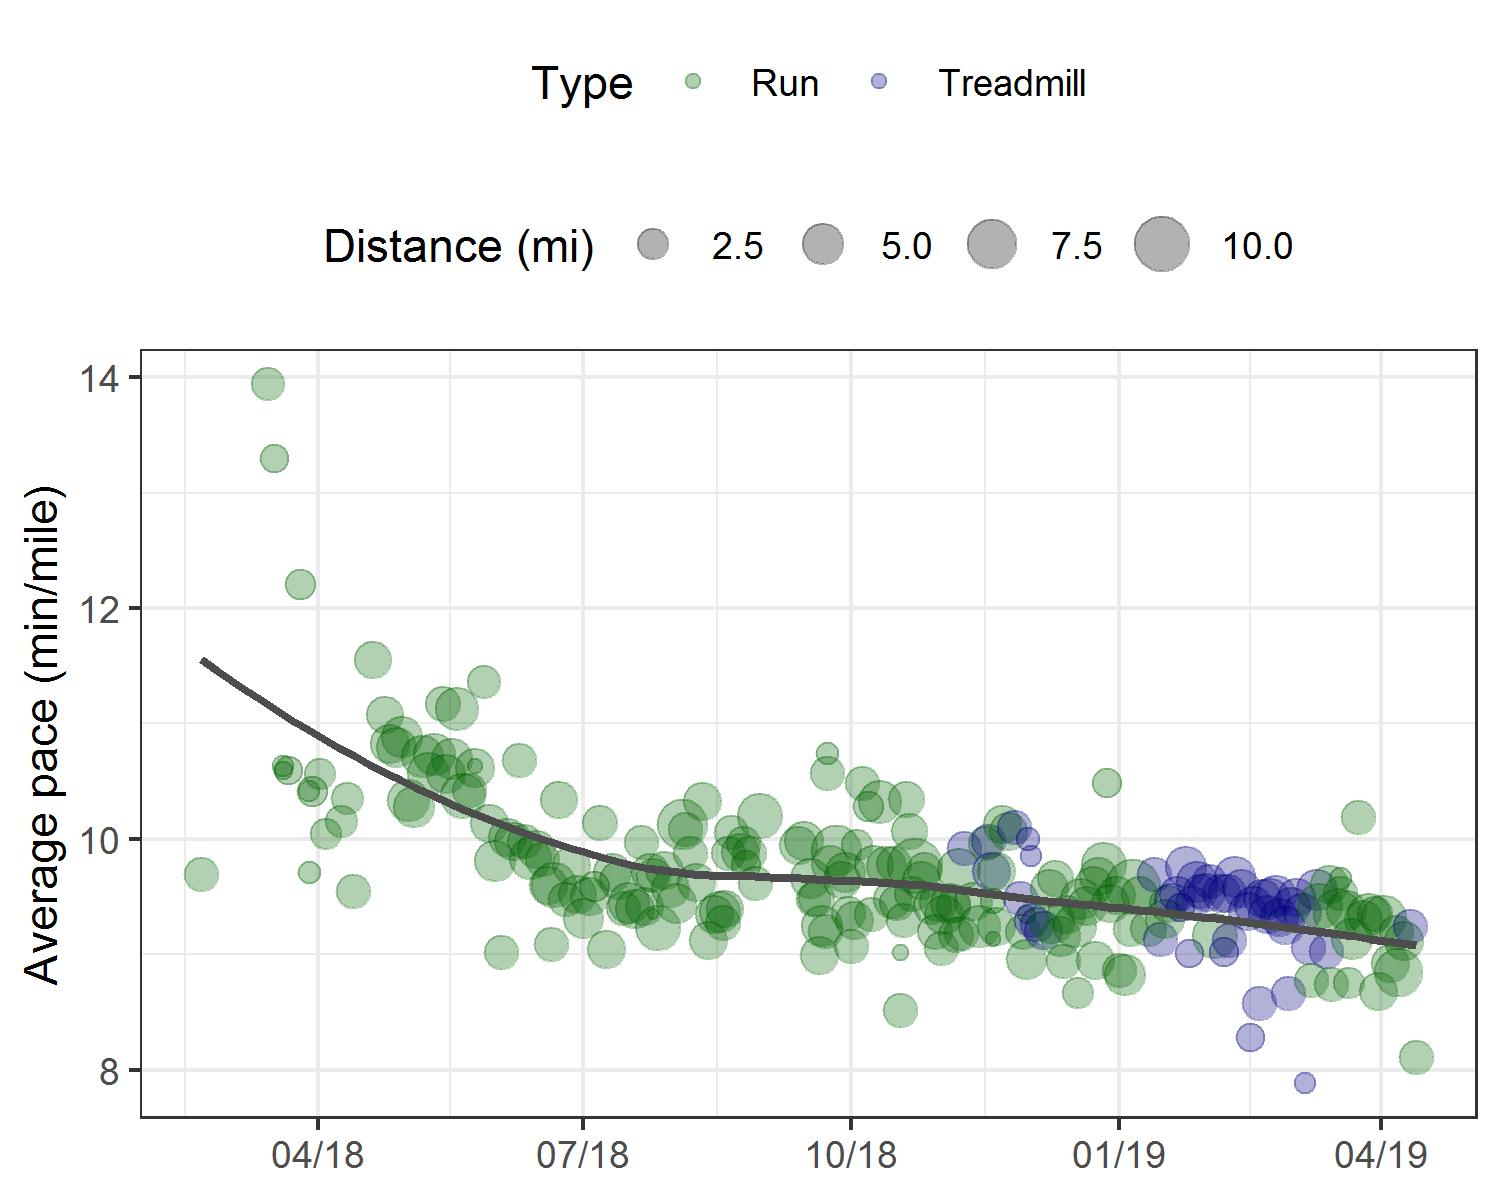 Type Run Treadmill
Distance (mi) 2.5 5.0 7.5 10.0
Average pace (min/mile)
14
12
10
8
04/18 07/18 10/18 01/19 04/19